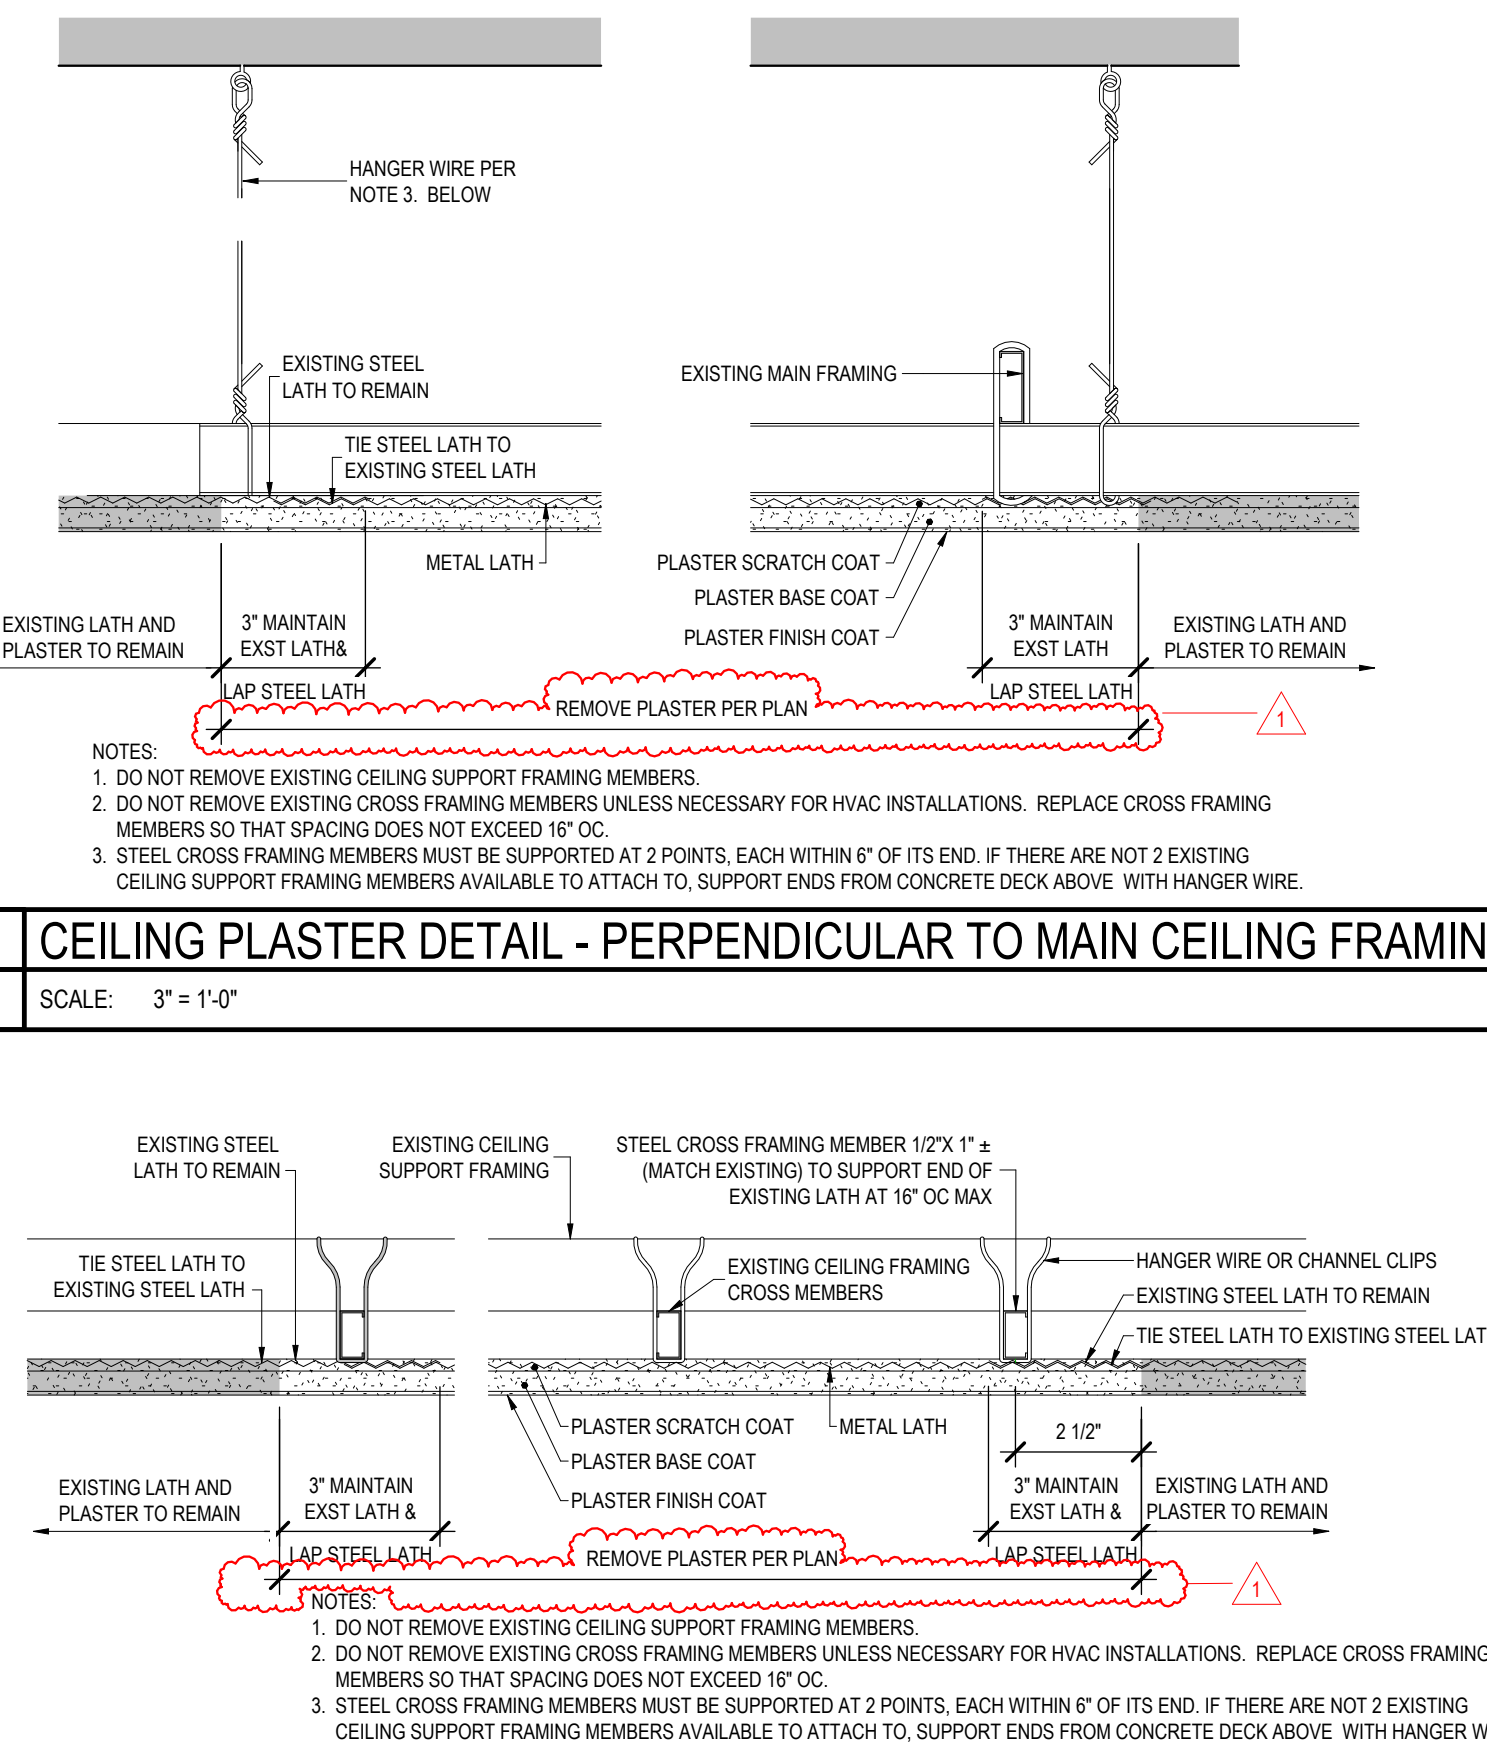 HANGER WIRE PER
NOTE 3. BELOW
EXISTING STEEL
LATH TO REMAIN
EXISTING MAIN FRAMING
TIE STEEL LATH TO
EXISTING STEEL LATH
METAL LATH
PLASTER SCRATCH COAT
PLASTER BASE COAT
PLASTER FINISH COAT
EXISTING LATH AND
PLASTER TO REMAIN
3" MAINTAIN
EXST LATH&
LAP STEEL LATH
3" MAINTAIN
EXST LATH
LAP STEEL LATH
EXISTING LATH AND
PLASTER TO REMAIN
REMOVE PLASTER PER PLAN
1
NOTES:
1. DO NOT REMOVE EXISTING CEILING SUPPORT FRAMING MEMBERS.
2. DO NOT REMOVE EXISTING CROSS FRAMING MEMBERS UNLESS NECESSARY FOR HVAC INSTALLATIONS. REPLACE CROSS FRAMING
MEMBERS SO THAT SPACING DOES NOT EXCEED 16" OC.
3. STEEL CROSS FRAMING MEMBERS MUST BE SUPPORTED AT 2 POINTS, EACH WITHIN 6" OF ITS END. IF THERE ARE NOT 2 EXISTING
CEILING SUPPORT FRAMING MEMBERS AVAILABLE TO ATTACH TO, SUPPORT ENDS FROM CONCRETE DECK ABOVE WITH HANGER WIRE.
CEILING PLASTER DETAIL - PERPENDICULAR TO MAIN CEILING FRAMIN
SCALE: 3" = 1'-0"
EXISTING STEEL
LATH TO REMAIN
EXISTING CEILING
SUPPORT FRAMING
STEEL CROSS FRAMING MEMBER 1/2"X 1" ±
(MATCH EXISTING) TO SUPPORT END OF
EXISTING LATH AT 16" OC MAX
TIE STEEL LATH TO
EXISTING STEEL LATH
EXISTING CEILING FRAMING
CROSS MEMBERS
HANGER WIRE OR CHANNEL CLIPS
EXISTING STEEL LATH TO REMAIN
TIE STEEL LATH TO EXISTING STEEL LAT
PLASTER SCRATCH COAT
METAL LATH
PLASTER BASE COAT
PLASTER FINISH COAT
2 1/2"
EXISTING LATH AND
PLASTER TO REMAIN
3" MAINTAIN
EXST LATH &
LAP STEEL LATH
3" MAINTAIN
EXST LATH &
LAP STEEL LATH
EXISTING LATH AND
PLASTER TO REMAIN
REMOVE PLASTER PER PLAN
1
NOTES:
1. DO NOT REMOVE EXISTING CEILING SUPPORT FRAMING MEMBERS.
2. DO NOT REMOVE EXISTING CROSS FRAMING MEMBERS UNLESS NECESSARY FOR HVAC INSTALLATIONS. REPLACE CROSS FRAMING
MEMBERS SO THAT SPACING DOES NOT EXCEED 16" OC.
3. STEEL CROSS FRAMING MEMBERS MUST BE SUPPORTED AT 2 POINTS, EACH WITHIN 6" OF ITS END. IF THERE ARE NOT 2 EXISTING
CEILING SUPPORT FRAMING MEMBERS AVAILABLE TO ATTACH TO, SUPPORT ENDS FROM CONCRETE DECK ABOVE WITH HANGER W